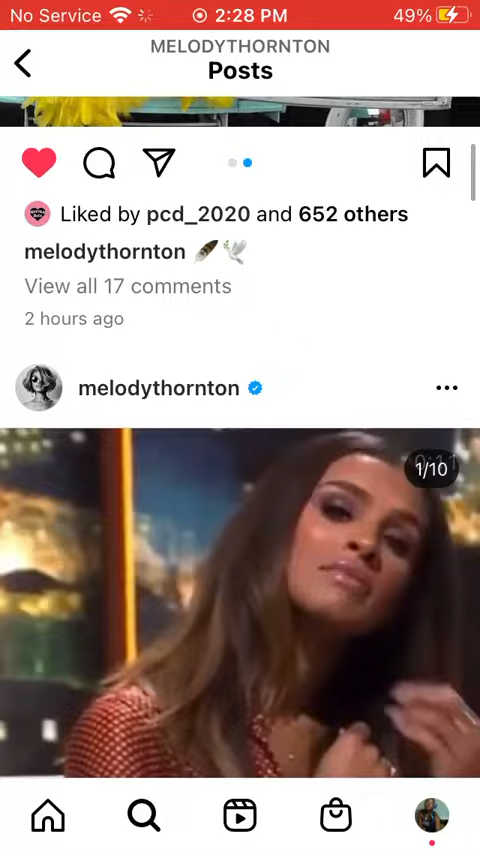 No Service 2:28 PM 49%
MELODYTHORNTON
Posts
Liked by pcd_2020 and 652 others
melodythornton 🪶🕊️
View all 17 comments
2 hours ago
melodythornton
1/10